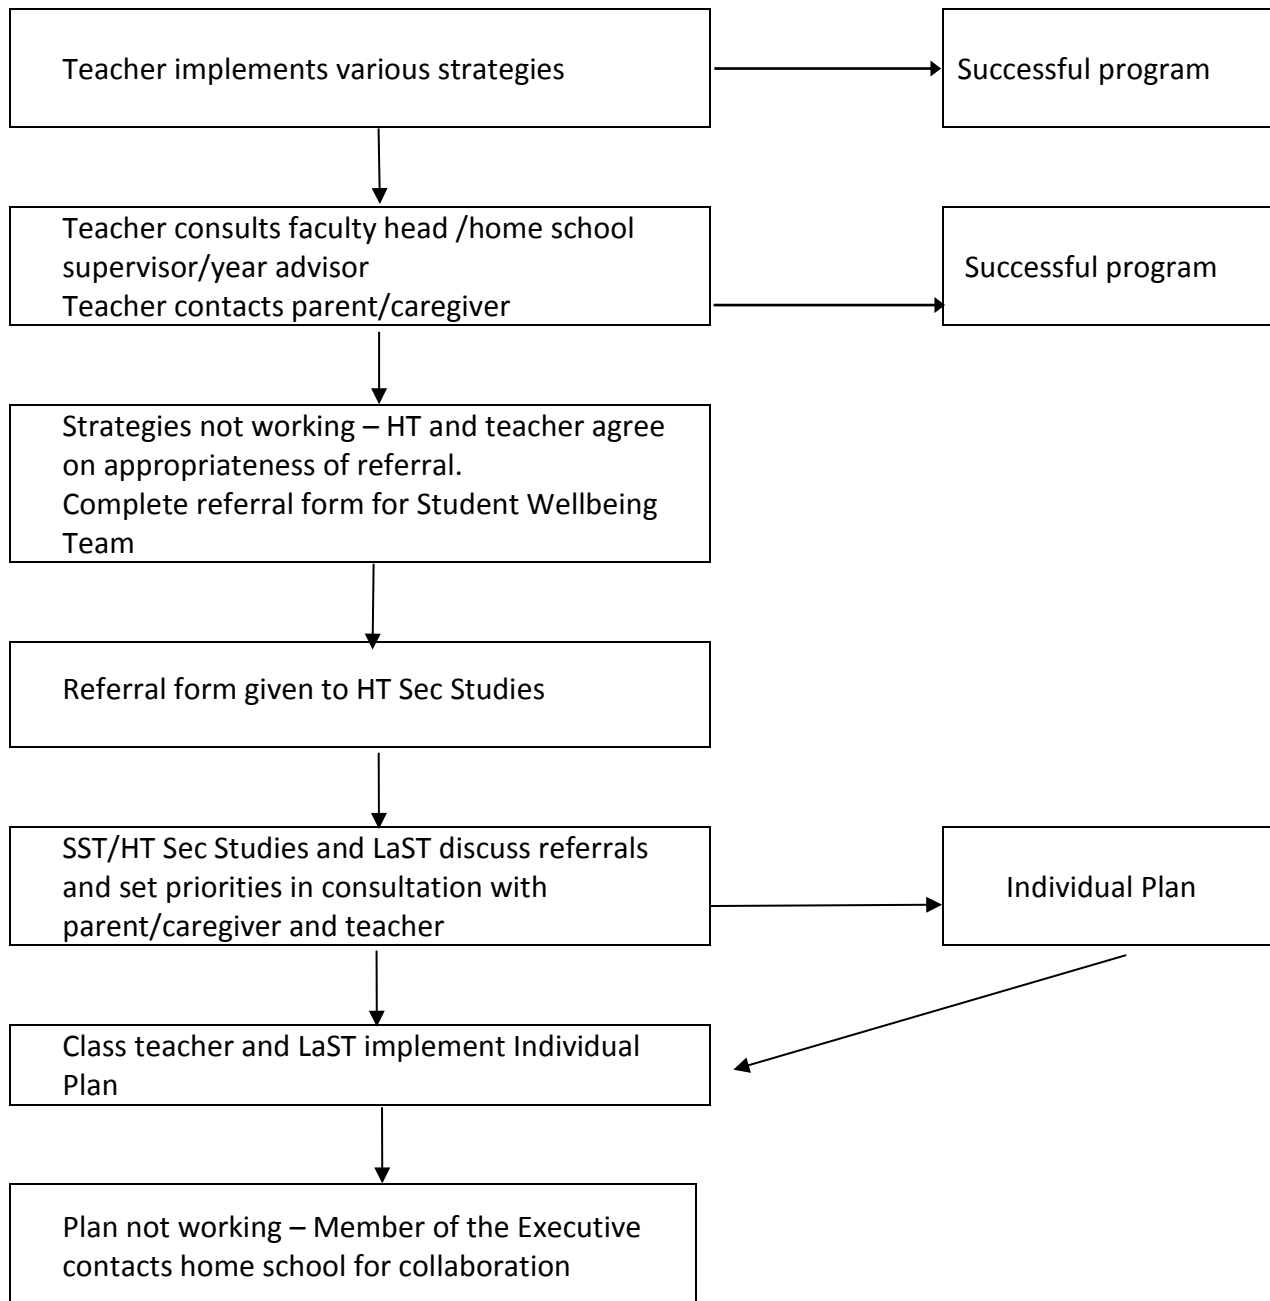 Teacher implements various strategies
Successful program
Teacher consults faculty head /home school
supervisor/year advisor
Teacher contacts parent/caregiver
Successful program
Strategies not working – HT and teacher agree
on appropriateness of referral.
Complete referral form for Student Wellbeing
Team
Referral form given to HT Sec Studies
SST/HT Sec Studies and LaST discuss referrals
and set priorities in consultation with
parent/caregiver and teacher
Individual Plan
Class teacher and LaST implement Individual
Plan
Plan not working – Member of the Executive
contacts home school for collaboration